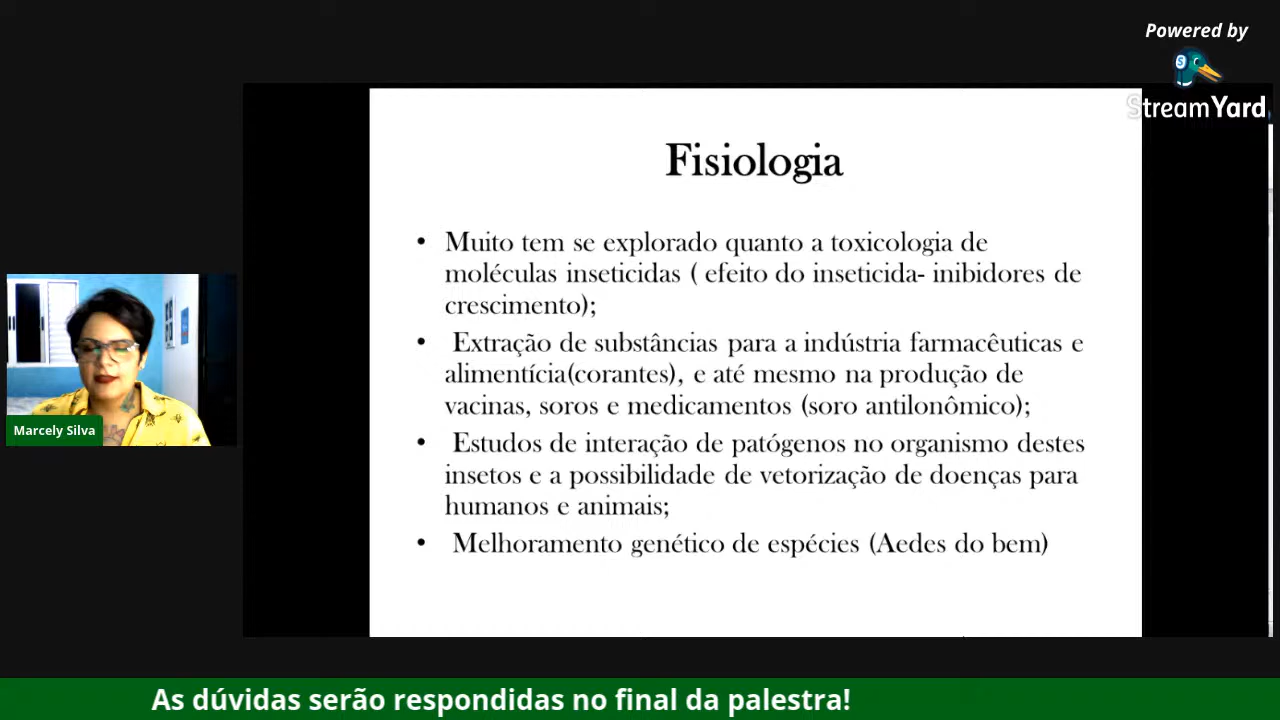 Powered by
StreamYard
Fisiologia
• Muito tem se explorado quanto a toxicologia de
moléculas inseticidas ( efeito do inseticida- inibidores de
crescimento);
• Extração de substâncias para a indústria farmacêuticas e
alimentícia(corantes), e até mesmo na produção de
vacinas, soros e medicamentos (soro antilonômico);
• Estudos de interação de patógenos no organismo destes
insetos e a possibilidade de vetorização de doenças para
humanos e animais;
• Melhoramento genético de espécies (Aedes do bem)
Marcely Silva
As dúvidas serão respondidas no final da palestra!